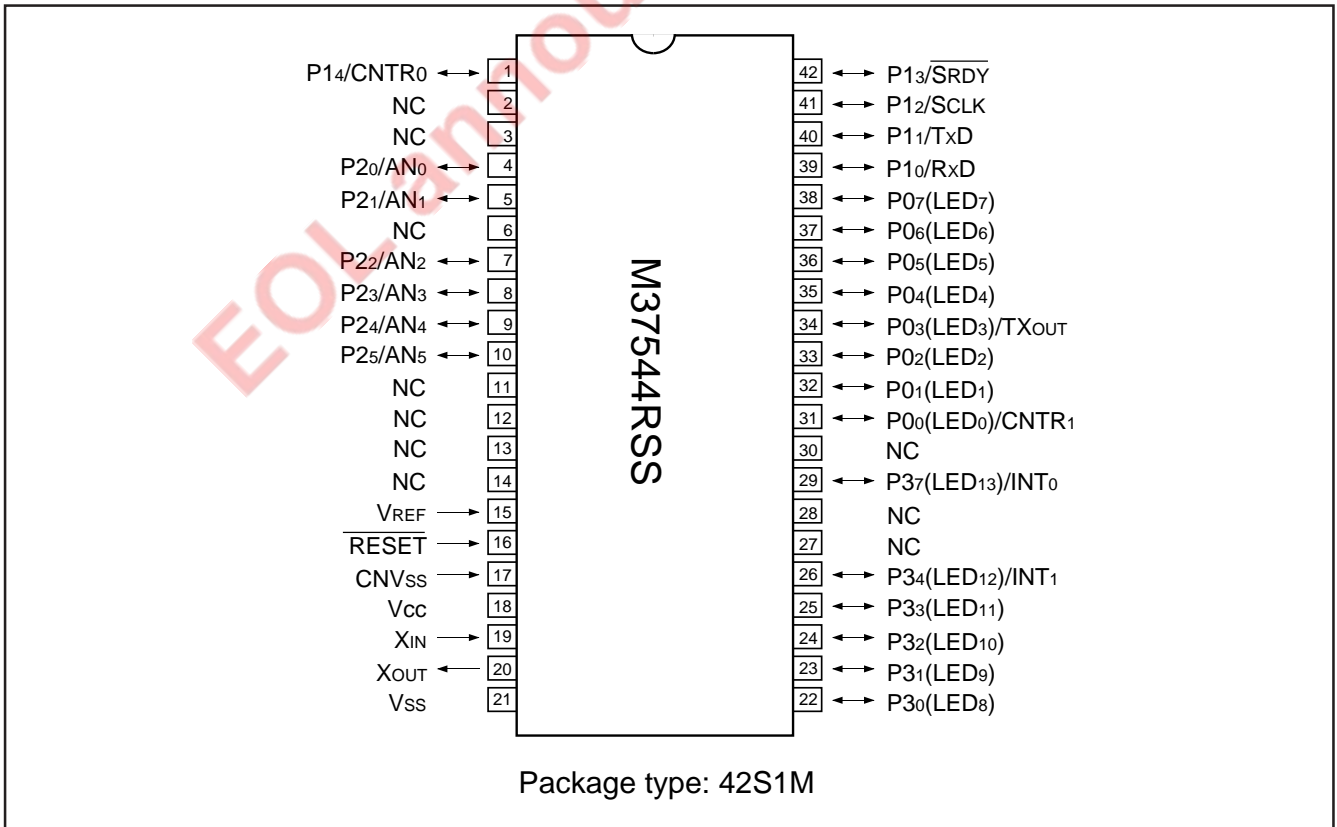 EOL annou
P14/CNTR0 1 42 P13/SRDY
NC 2 41 P12/SCLK
NC 3 40 P11/TxD
P20/AN0 4 39 P10/RxD
P21/AN1 5 38 P07(LED7)
NC 6 37 P06(LED6)
P22/AN2 7 36 P05(LED5)
P23/AN3 8 35 P04(LED4)
P24/AN4 9 34 P03(LED3)/TXOUT
P25/AN5 10 33 P02(LED2)
NC 11 32 P01(LED1)
NC 12 31 P00(LED0)/CNTR1
NC 13 30 NC
NC 14 29 P37(LED13)/INT0
VREF 15 28 NC
RESET 16 27 NC
CNVSS 17 26 P34(LED12)/INT1
Vcc 18 25 P33(LED11)
XIN 19 24 P32(LED10)
XOUT 20 23 P31(LED9)
VSS 21 22 P30(LED8)
M37544RSS
Package type: 42S1M